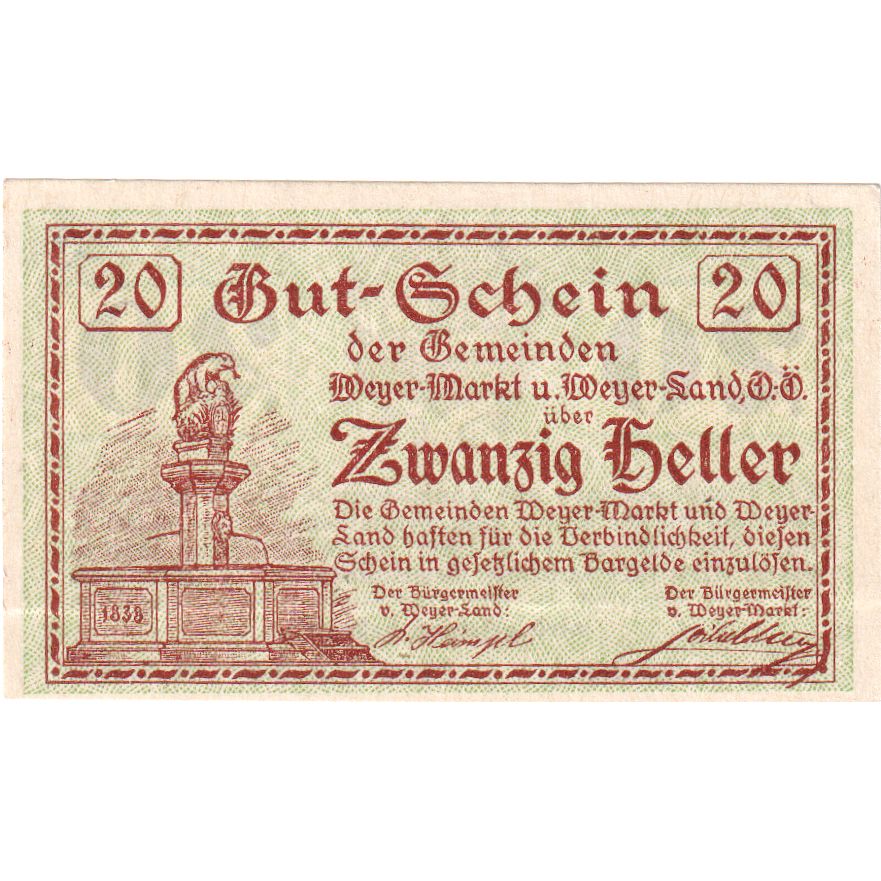 20 Gut-Schein 20
der Gemeinden
Weyer-Markt u. Weyer-Land, O.-Ö.
über
Zwanzig Heller
Die Gemeinden Weyer-Markt und Weyer-
Land haften für die Verbindlichkeit, diesen
Schein in gesetzlichem Bargelde einzulösen.
Der Bürgermeister Der Bürgermeister
v. Weyer-Land: v. Weyer-Markt:
1838